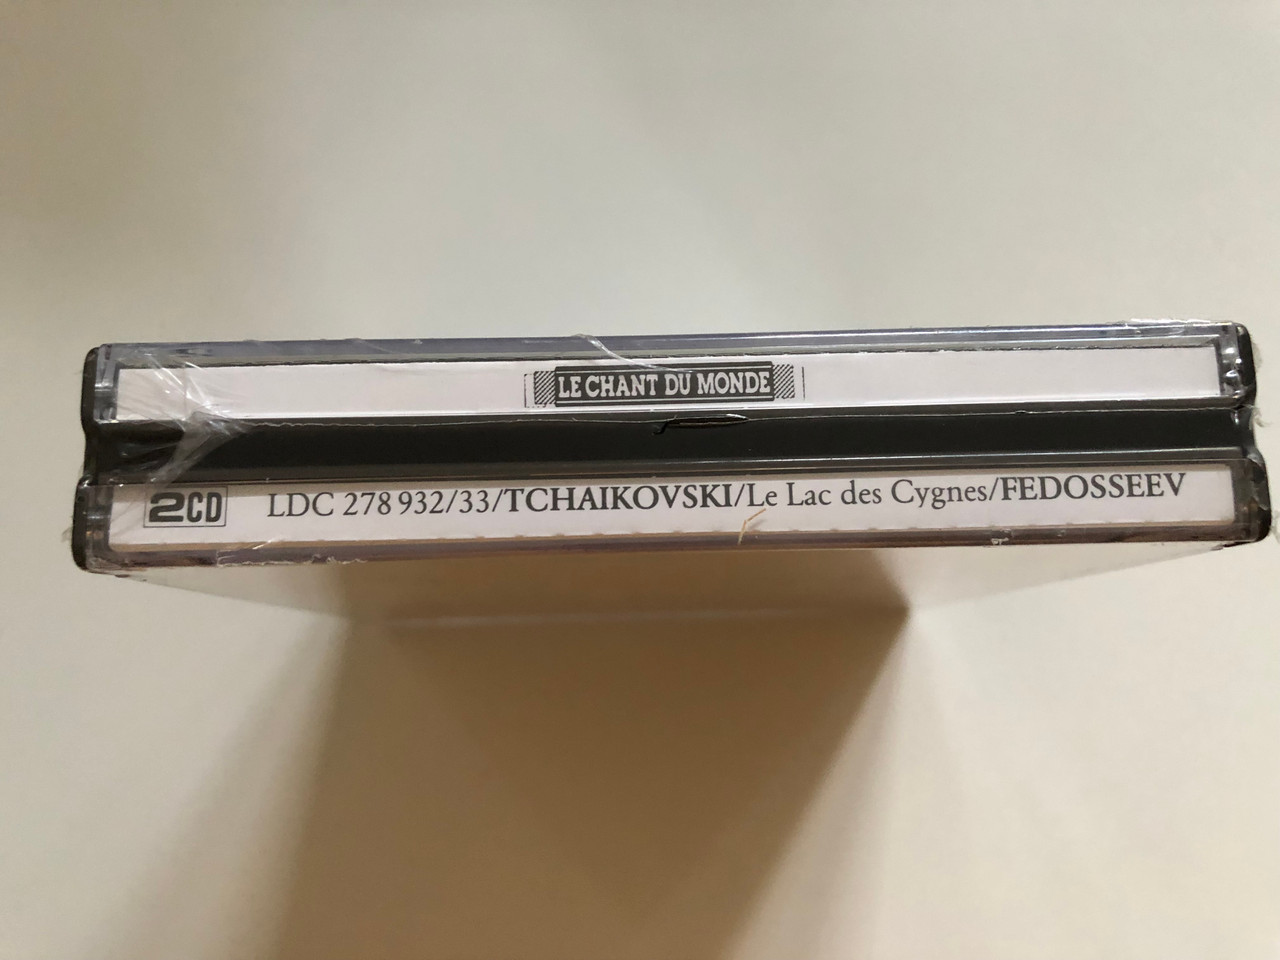 LE CHANT DU MONDE
2CD LDC 278 932/33/TCHAIKOVSKI/Le Lac des Cygnes/FEDOSSEEV